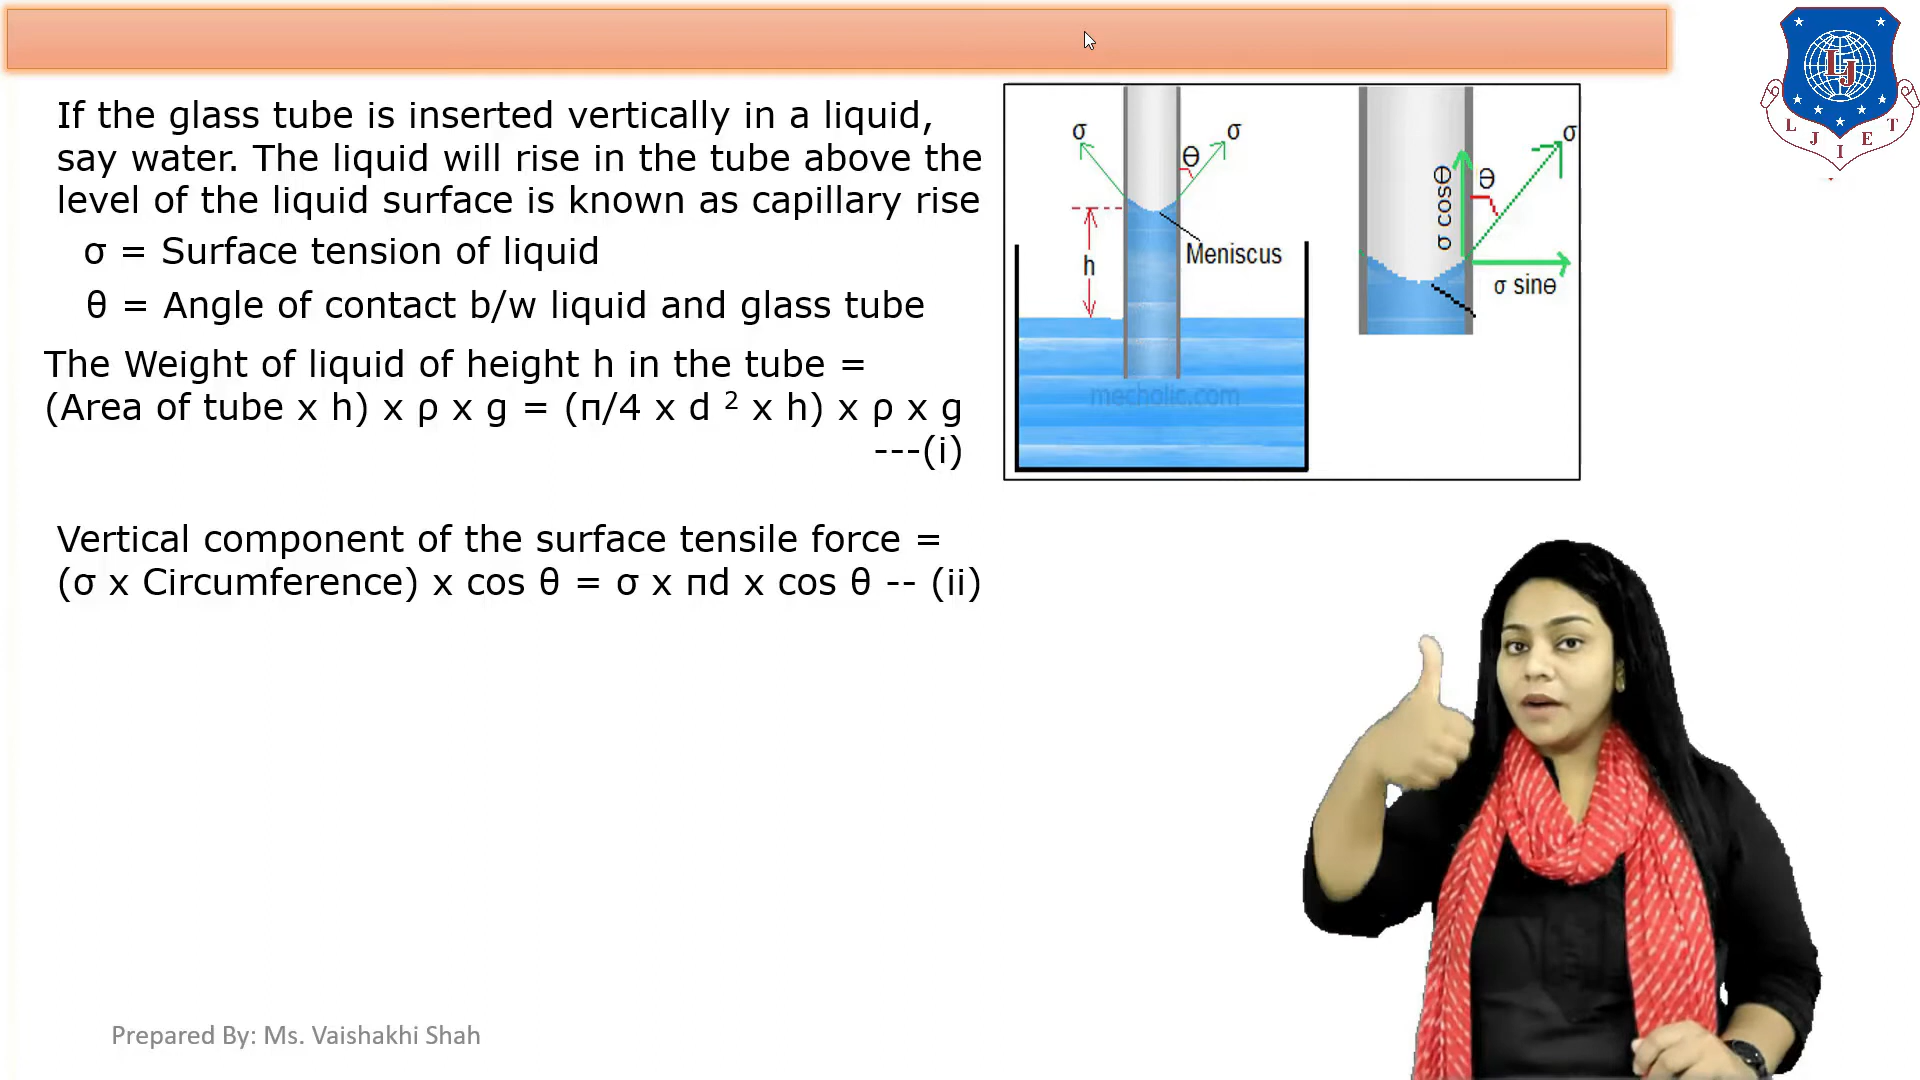 If the glass tube is inserted vertically in a liquid,
say water. The liquid will rise in the tube above the
level of the liquid surface is known as capillary rise
σ = Surface tension of liquid
θ = Angle of contact b/w liquid and glass tube
The Weight of liquid of height h in the tube =
(Area of tube x h) x ρ x g = (п/4 x d ² x h) x ρ x g
---(i)
Vertical component of the surface tensile force =
(σ x Circumference) x cos θ = σ x пd x cos θ -- (ii)
σ
σ
θ
h
Meniscus
mecholic.com
σ
σ cosθ
θ
σ sinθ
L J I E T
LJ
Prepared By: Ms. Vaishakhi Shah